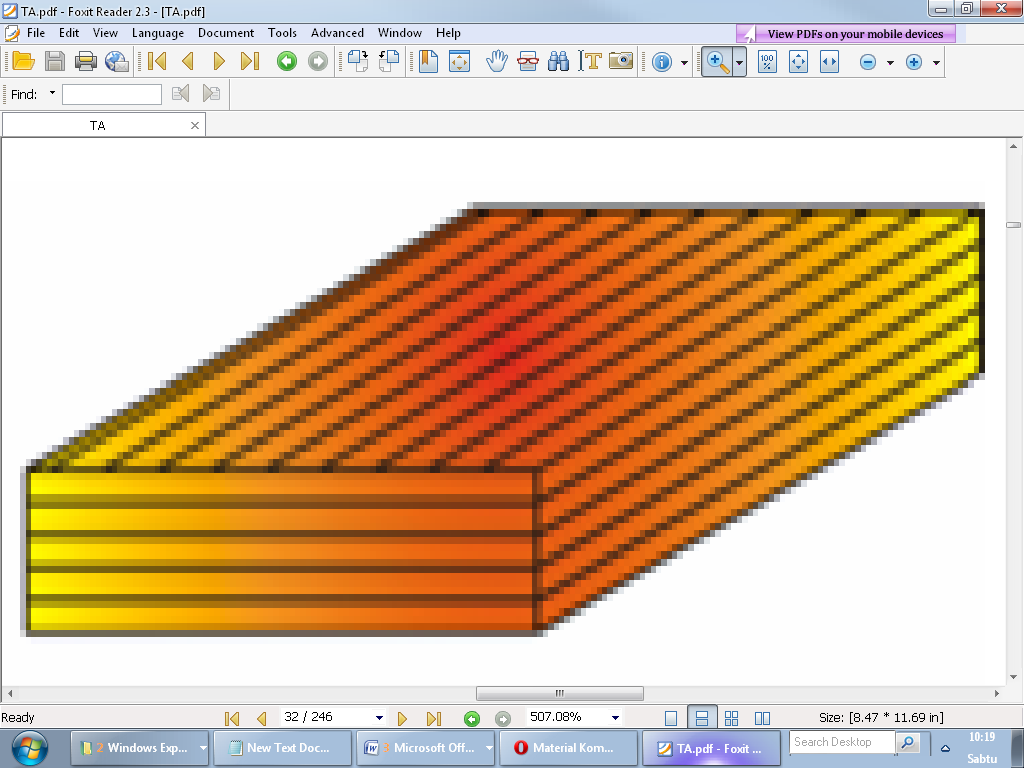 TA.pdf - Foxit Reader 2.3 - [TA.pdf]
File Edit View Language Document Tools Advanced Window Help
View PDFs on your mobile devices
100 %
Find:
TA
Ready
32 / 246
507.08%
Size: [8.47 * 11.69 in]
2 Windows Exp...
New Text Doc...
Microsoft Off...
Material Kom...
TA.pdf - Foxit ...
Search Desktop
10:19
Sabtu